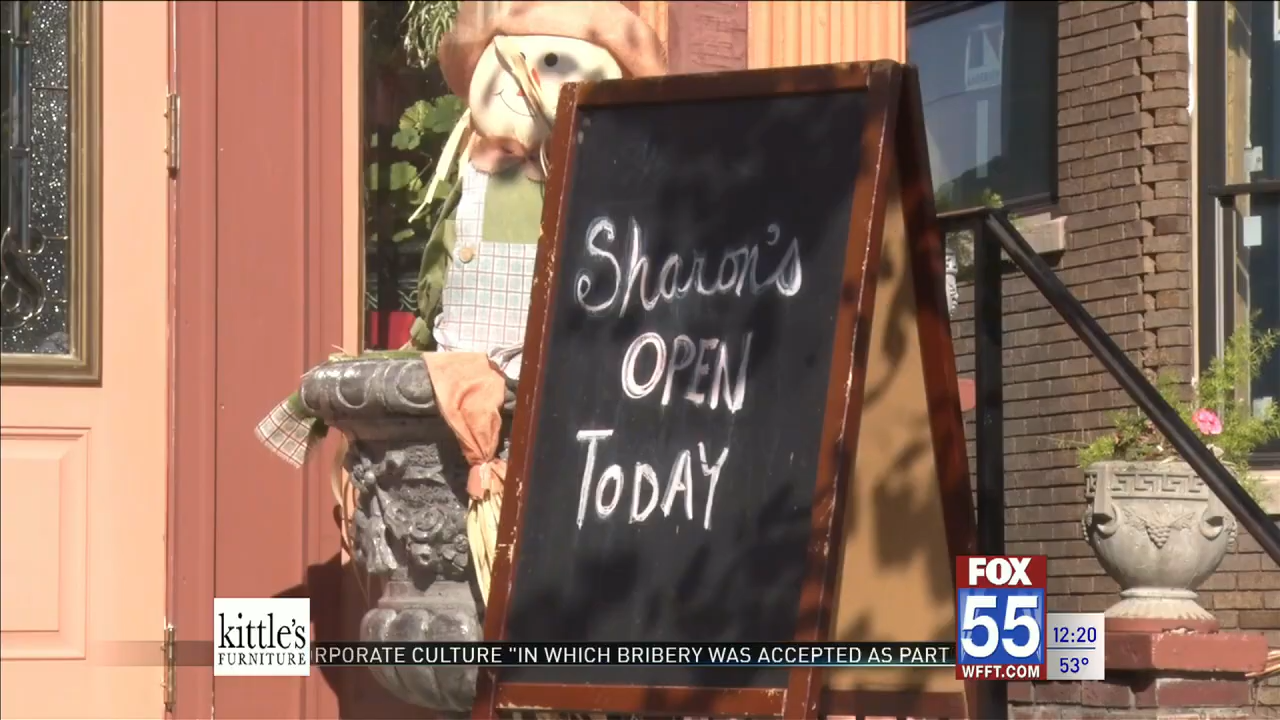 Sharon's
OPEN
TODAY
kittle's
FURNITURE
RPORATE CULTURE "IN WHICH BRIBERY WAS ACCEPTED AS PART
FOX
55
WFFT.COM
12:20
53°